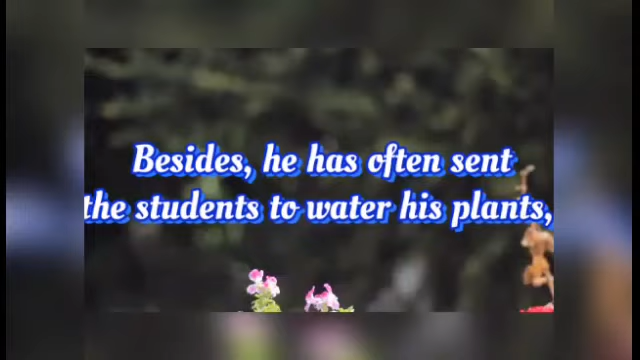 Besides, he has often sent
the students to water his plants,